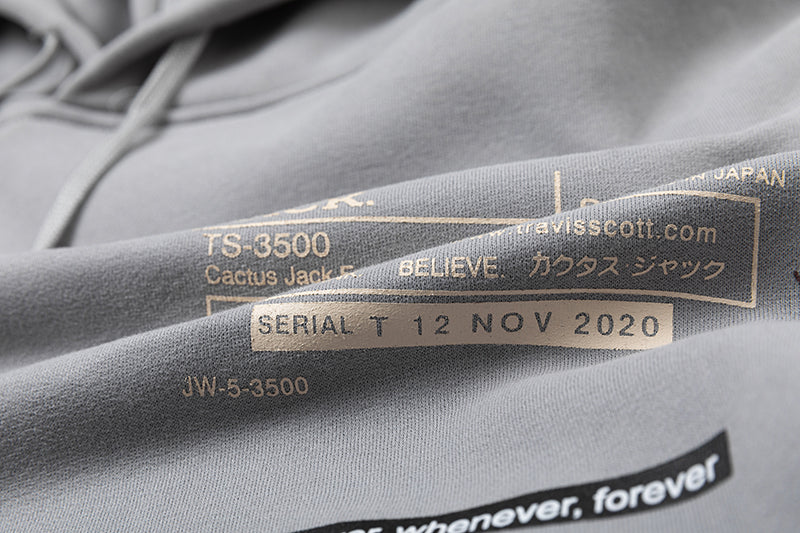 JAPAN
TS-3500
travisscott.com
Cactus Jack
BELIEVE. カクタス ジャック
SERIAL T 12 NOV 2020
JW-5-3500
whenever, forever